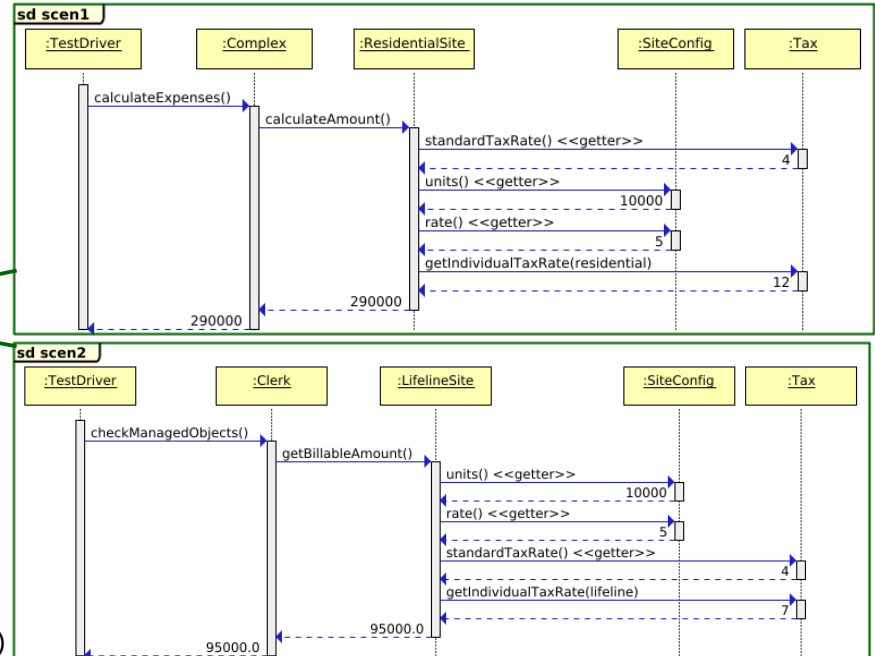 sd scen1
:TestDriver :Complex :ResidentialSite :SiteConfig :Tax
calculateExpenses()
calculateAmount()
standardTaxRate() <<getter>>
4
units() <<getter>>
10000
rate() <<getter>>
5
getIndividualTaxRate(residential)
12
290000
290000
sd scen2
:TestDriver :Clerk :LifelineSite :SiteConfig :Tax
checkManagedObjects()
getBillableAmount()
units() <<getter>>
10000
rate() <<getter>>
5
standardTaxRate() <<getter>>
4
getIndividualTaxRate(lifeline)
7
95000.0
)
95000.0